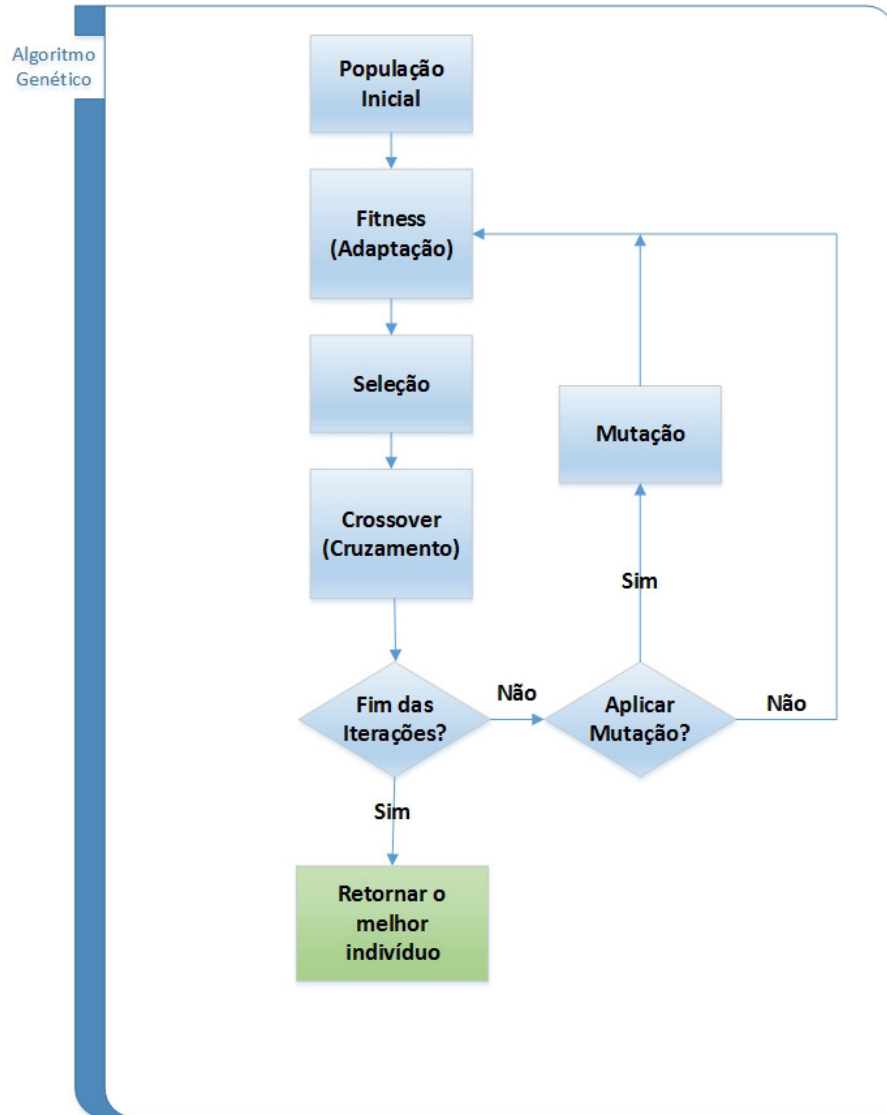 Algoritmo
Genético
População
Inicial
Fitness
(Adaptação)
Seleção
Mutação
Crossover
(Cruzamento)
Sim
Fim das
Iterações?
Não
Aplicar
Mutação?
Não
Sim
Retornar o
melhor
indivíduo